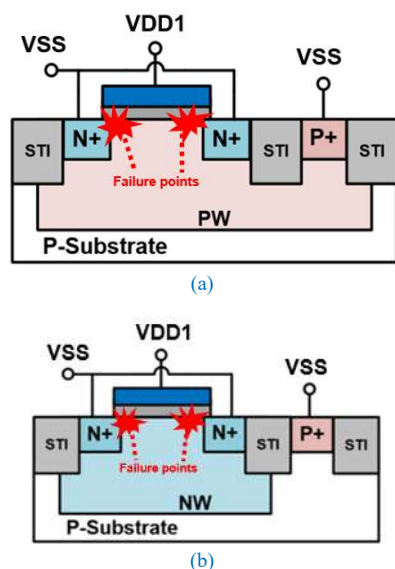 VDD1
VSS
VSS
STI
N+
N+
STI
P+
STI
Failure points
PW
P-Substrate
(a)
VDD1
VSS
VSS
STI
N+
N+
STI
P+
STI
Failure points
NW
P-Substrate
(b)